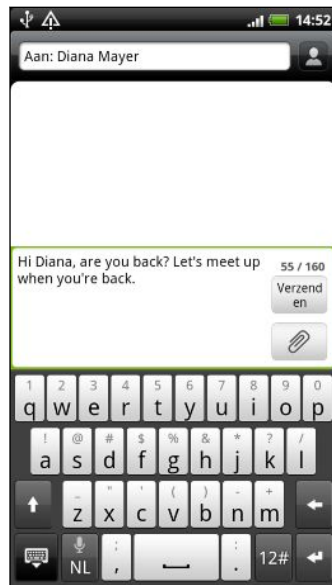 14:52
Aan: Diana Mayer
Hi Diana, are you back? Let's meet up
when you're back.
55 / 160
Verzend
en
1 2 3 4 5 6 7 8 9 0
q w e r t y u i o p
! @ # $ % & * ? /
a s d f g h j k l
_ " ' ( ) - +
z x c v b n m
NL , ; . : 12#